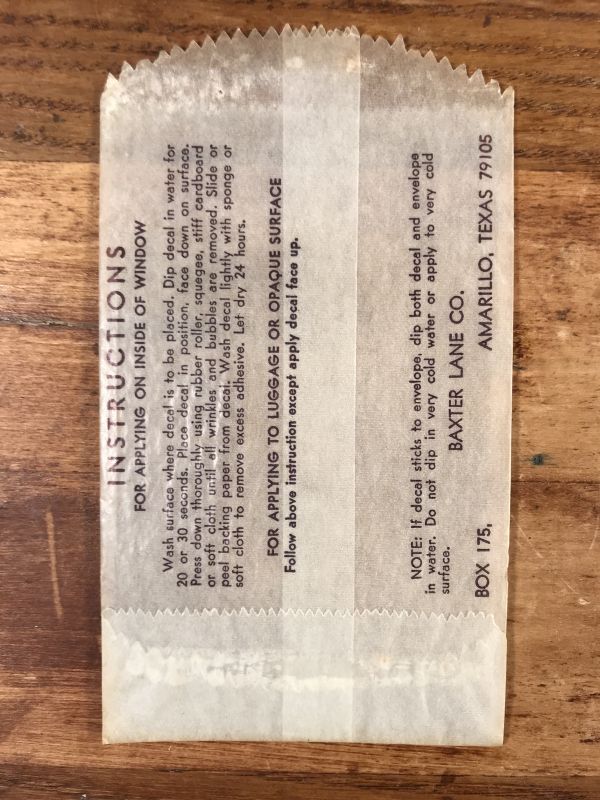 INSTRUCTIONS
FOR APPLYING ON INSIDE OF WINDOW
Wash surface where decal is to be placed. Dip decal in water for
20 or 30 seconds. Place decal in position, face down on surface.
Press down thoroughly using rubber roller, squegee, stiff cardboard
or soft cloth until all wrinkles and bubbles are removed. Slide or
peel backing paper from decal. Wash decal lightly with sponge or
soft cloth to remove excess adhesive. Let dry 24 hours.
FOR APPLYING TO LUGGAGE OR OPAQUE SURFACE
Follow above instruction except apply decal face up.
NOTE: If decal sticks to envelope, dip both decal and envelope
in water. Do not dip in very cold water or apply to very cold
surface.
BAXTER LANE CO.
BOX 175, AMARILLO, TEXAS 79105